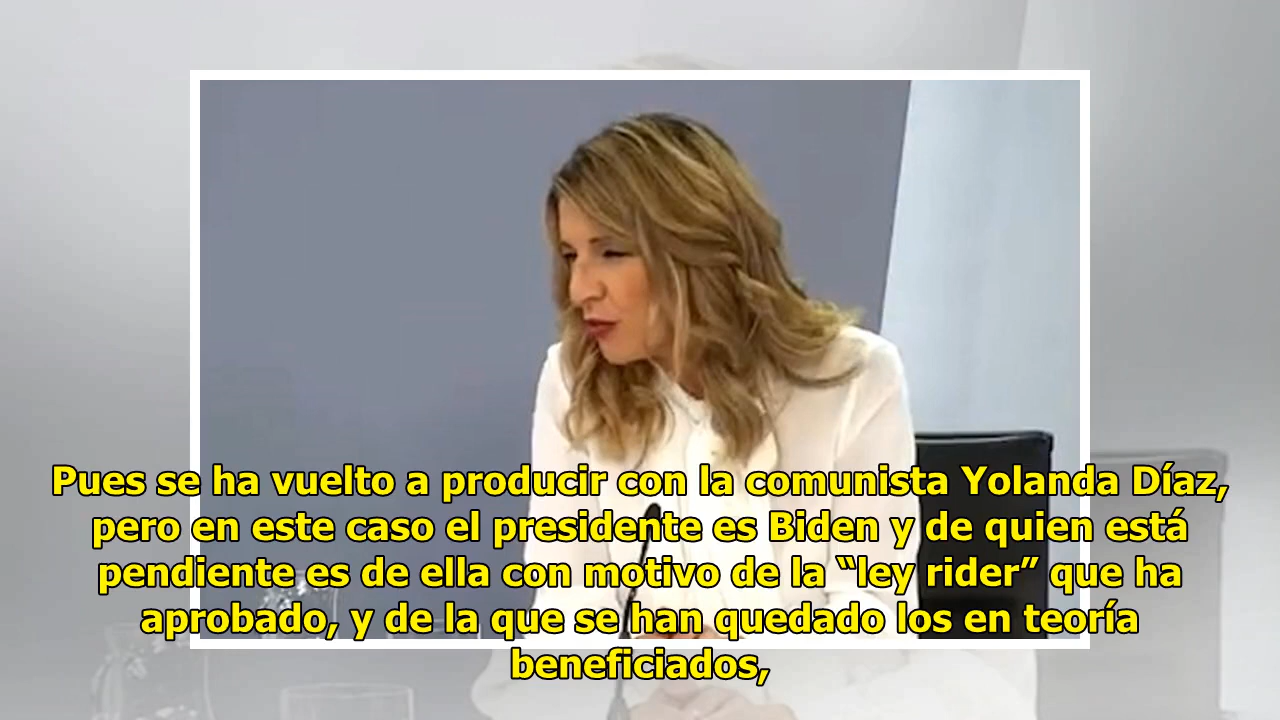 Pues se ha vuelto a producir con la comunista Yolanda Díaz,
pero en este caso el presidente es Biden y de quien está
pendiente es de ella con motivo de la “ley rider” que ha
aprobado, y de la que se han quedado los en teoría
beneficiados,